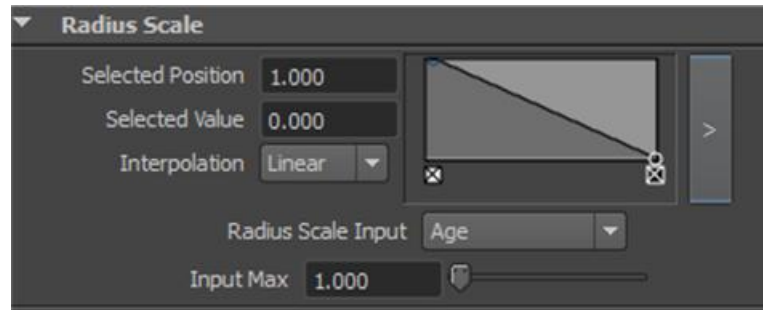 Radius Scale
Selected Position 1.000
Selected Value 0.000
Interpolation Linear
>
Radius Scale Input Age
Input Max 1.000